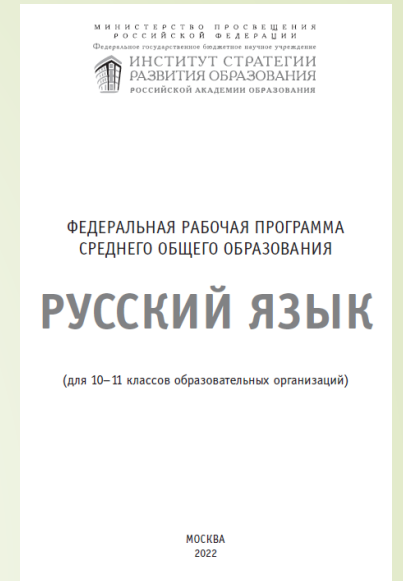 МИНИСТЕРСТВО ПРОСВЕЩЕНИЯ
РОССИЙСКОЙ ФЕДЕРАЦИИ
Федеральное государственное бюджетное научное учреждение
ИНСТИТУТ СТРАТЕГИИ
РАЗВИТИЯ ОБРАЗОВАНИЯ
РОССИЙСКОЙ АКАДЕМИИ ОБРАЗОВАНИЯ
ФЕДЕРАЛЬНАЯ РАБОЧАЯ ПРОГРАММА
СРЕДНЕГО ОБЩЕГО ОБРАЗОВАНИЯ
РУССКИЙ ЯЗЫК
(для 10–11 классов образовательных организаций)
МОСКВА
2022